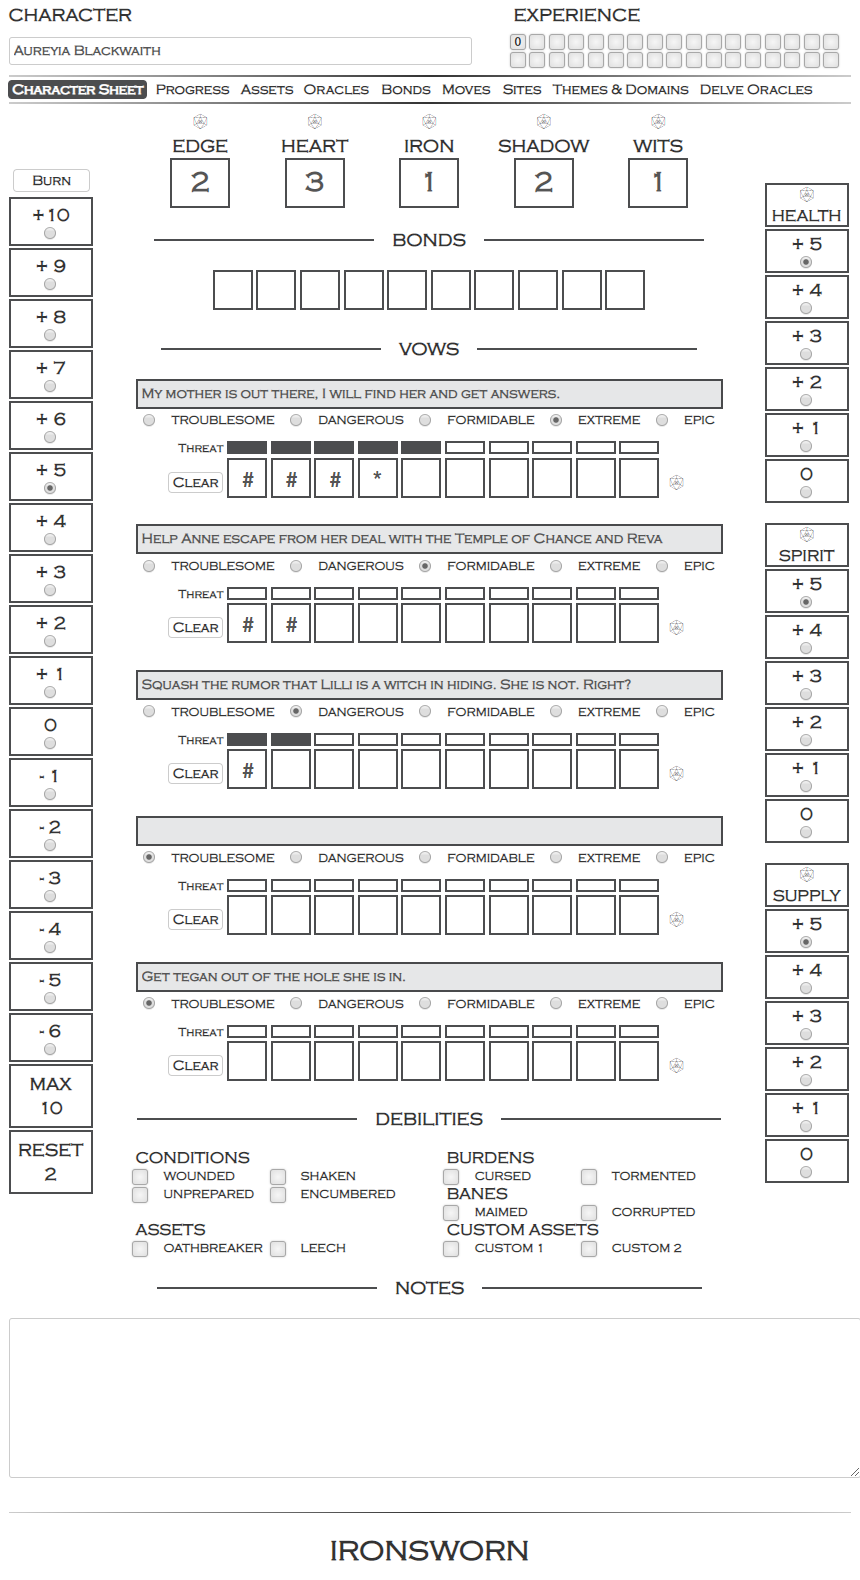 CHARACTER
EXPERIENCE
AUREYIA BLACKWAITH
0
CHARACTER SHEET PROGRESS ASSETS ORACLES BONDS MOVES SITES THEMES & DOMAINS DELVE ORACLES
EDGE HEART IRON SHADOW WITS
2 3 1 2 1
BURN
+10
+9
+8
+7
+6
+5
+4
+3
+2
+1
0
-1
-2
-3
-4
-5
-6
MAX
10
RESET
2
BONDS
VOWS
MY MOTHER IS OUT THERE, I WILL FIND HER AND GET ANSWERS.
TROUBLESOME DANGEROUS FORMIDABLE EXTREME EPIC
THREAT
CLEAR # # # *
HELP ANNE ESCAPE FROM HER DEAL WITH THE TEMPLE OF CHANCE AND REVA
TROUBLESOME DANGEROUS FORMIDABLE EXTREME EPIC
THREAT
CLEAR # #
SQUASH THE RUMOR THAT LILLI IS A WITCH IN HIDING. SHE IS NOT. RIGHT?
TROUBLESOME DANGEROUS FORMIDABLE EXTREME EPIC
THREAT
CLEAR #
TROUBLESOME DANGEROUS FORMIDABLE EXTREME EPIC
THREAT
CLEAR
GET TEGAN OUT OF THE HOLE SHE IS IN.
TROUBLESOME DANGEROUS FORMIDABLE EXTREME EPIC
THREAT
CLEAR
HEALTH
+5
+4
+3
+2
+1
0
SPIRIT
+5
+4
+3
+2
+1
0
SUPPLY
+5
+4
+3
+2
+1
0
DEBILITIES
CONDITIONS
WOUNDED SHAKEN
UNPREPARED ENCUMBERED
ASSETS
OATHBREAKER LEECH
BURDENS
CURSED TORMENTED
BANES
MAIMED CORRUPTED
CUSTOM ASSETS
CUSTOM 1 CUSTOM 2
NOTES
IRONSWORN